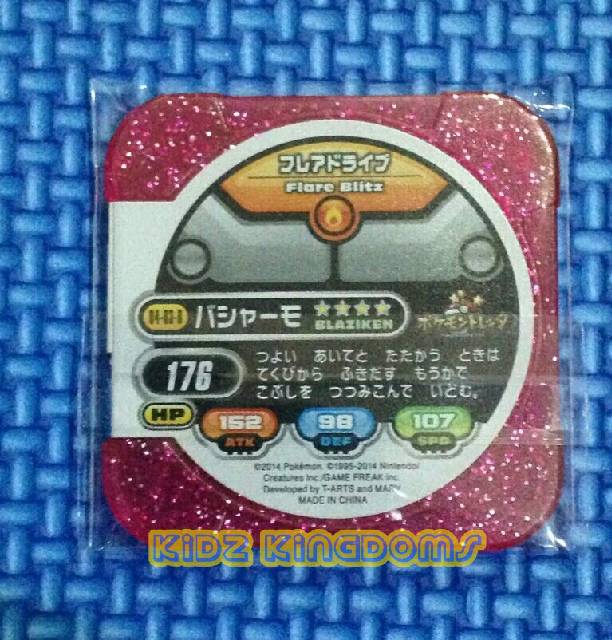 フレアドライブ
Flare Blitz
バシャーモ ★★★★
BLAZIKEN
ポケモントレッタ
176
つよい あいてと たたかう ときは
てくびから ふきだす もうかで
こぶしを つつみこんで いどむ。
HP
152 98 107
ATK DEF SPD
©2014 Pokémon. ©1995-2014 Nintendo/
Creatures Inc./GAME FREAK inc.
Developed by T-ARTS and MARV
MADE IN CHINA
KiDZ KiNGDOMS